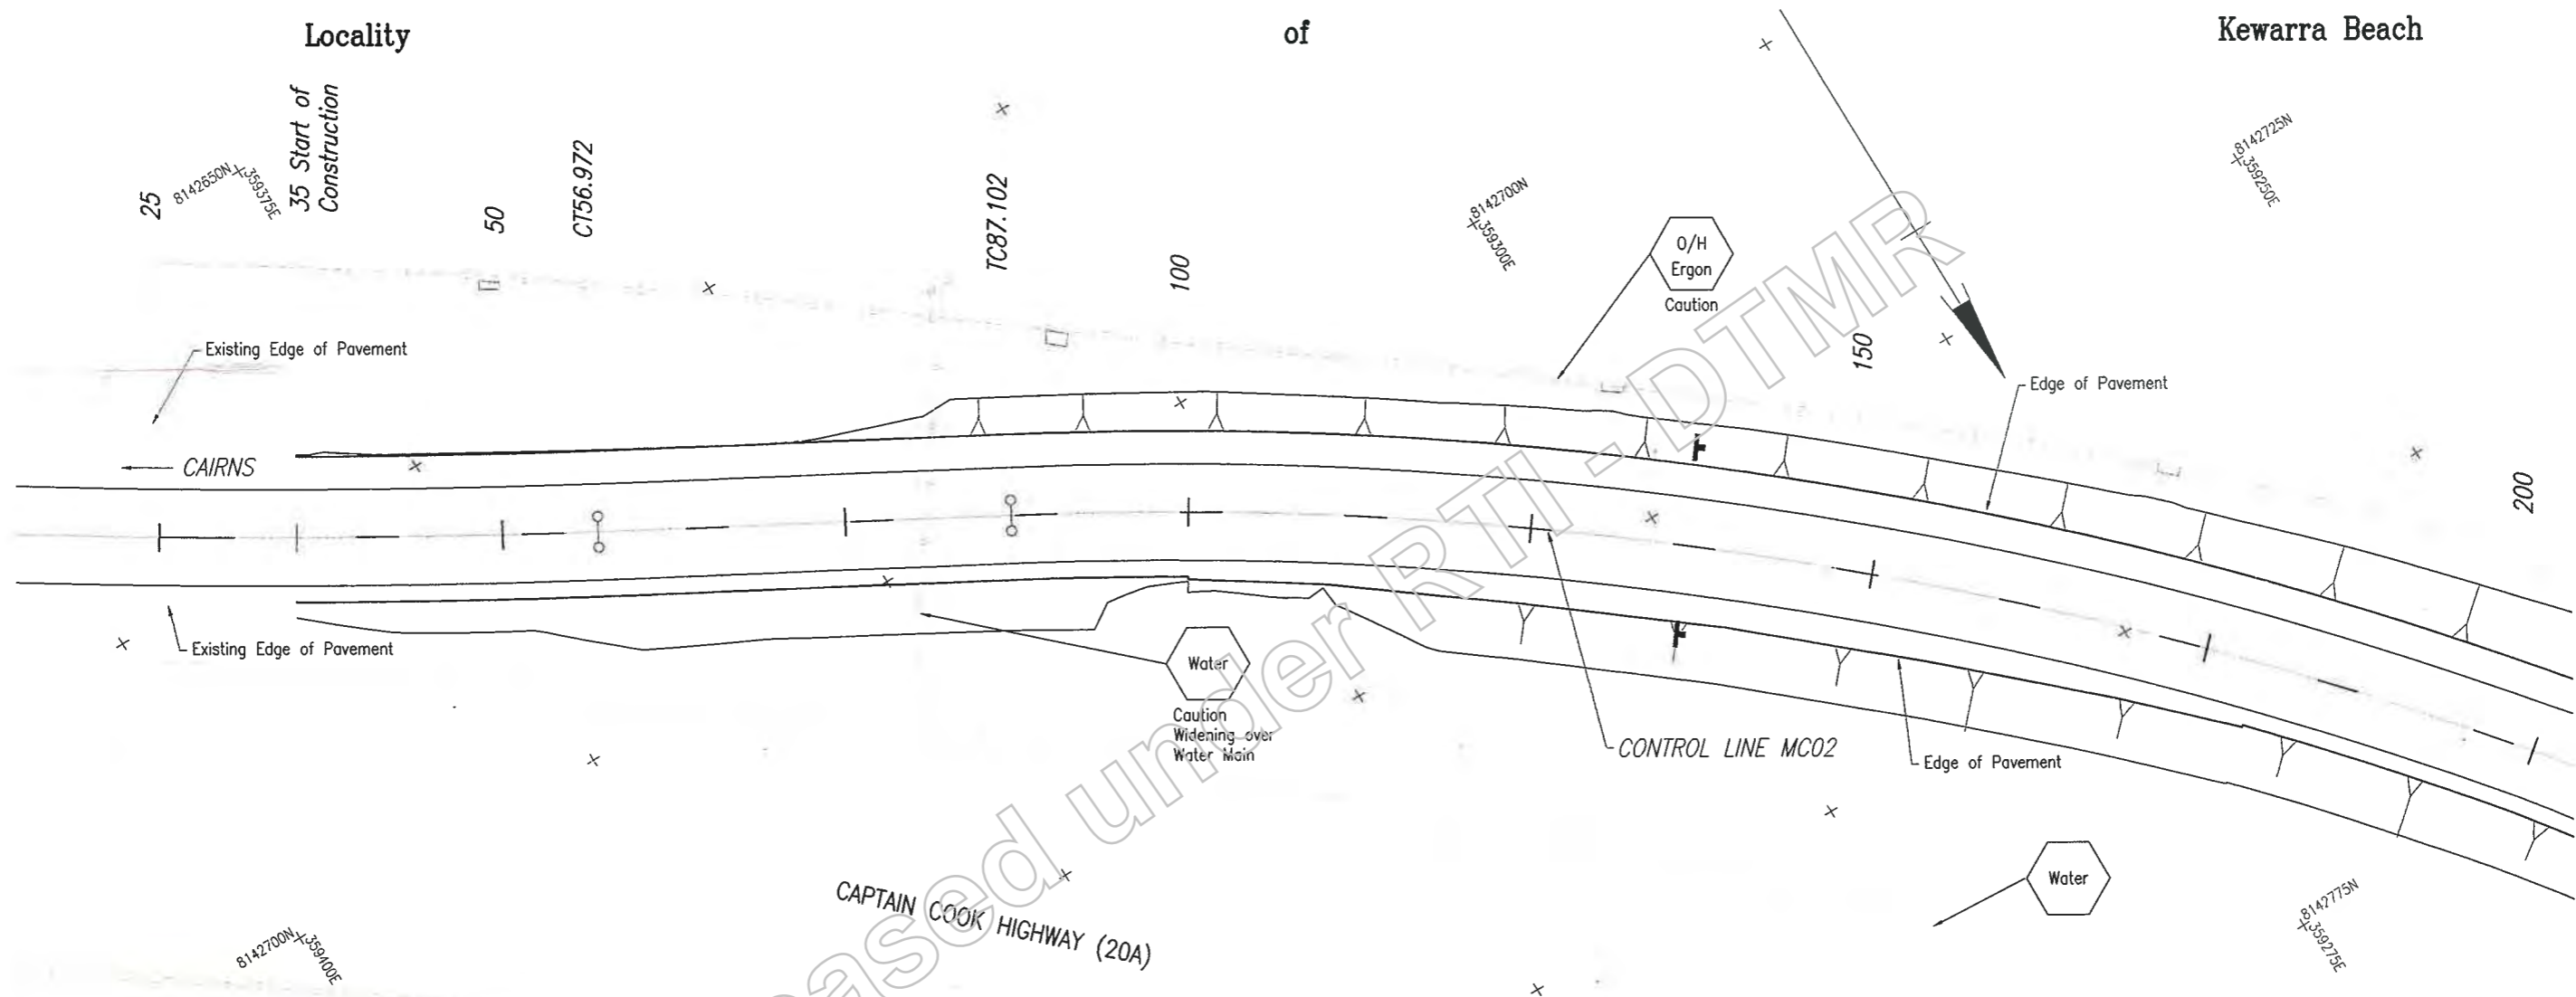 Locality of Kewarra Beach
25
8142650N
359375E
35 Start of
Construction
50
CT56.972
TC87.102
100
8142700N
359300E
O/H
Ergon
Caution
150
8142725N
359250E
200
Existing Edge of Pavement
Edge of Pavement
CAIRNS
Existing Edge of Pavement
Water
Caution
Widening over
Water Main
CONTROL LINE MC02
Edge of Pavement
Water
CAPTAIN COOK HIGHWAY (20A)
8142700N
359400E
8142775N
359275E
eased under RTI - DTMR